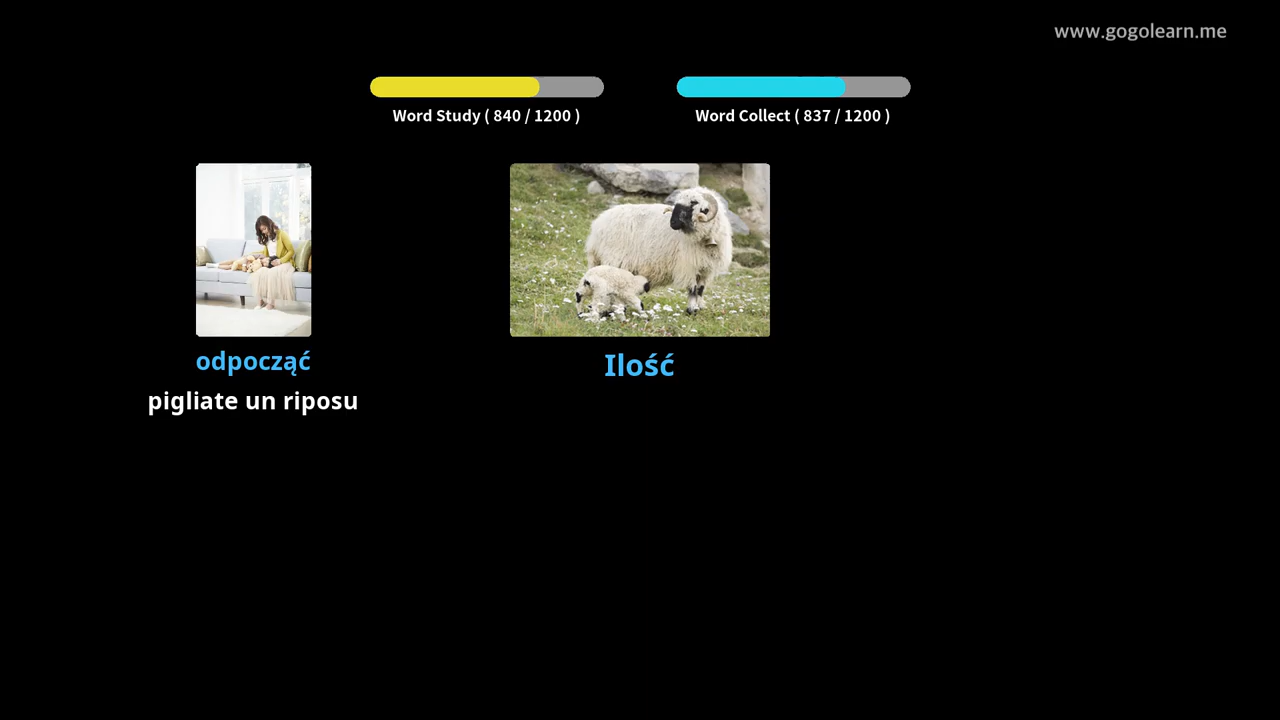 www.gogolearn.me
Word Study ( 840 / 1200 )
Word Collect ( 837 / 1200 )
odpocząć
pigliate un riposu
Ilość